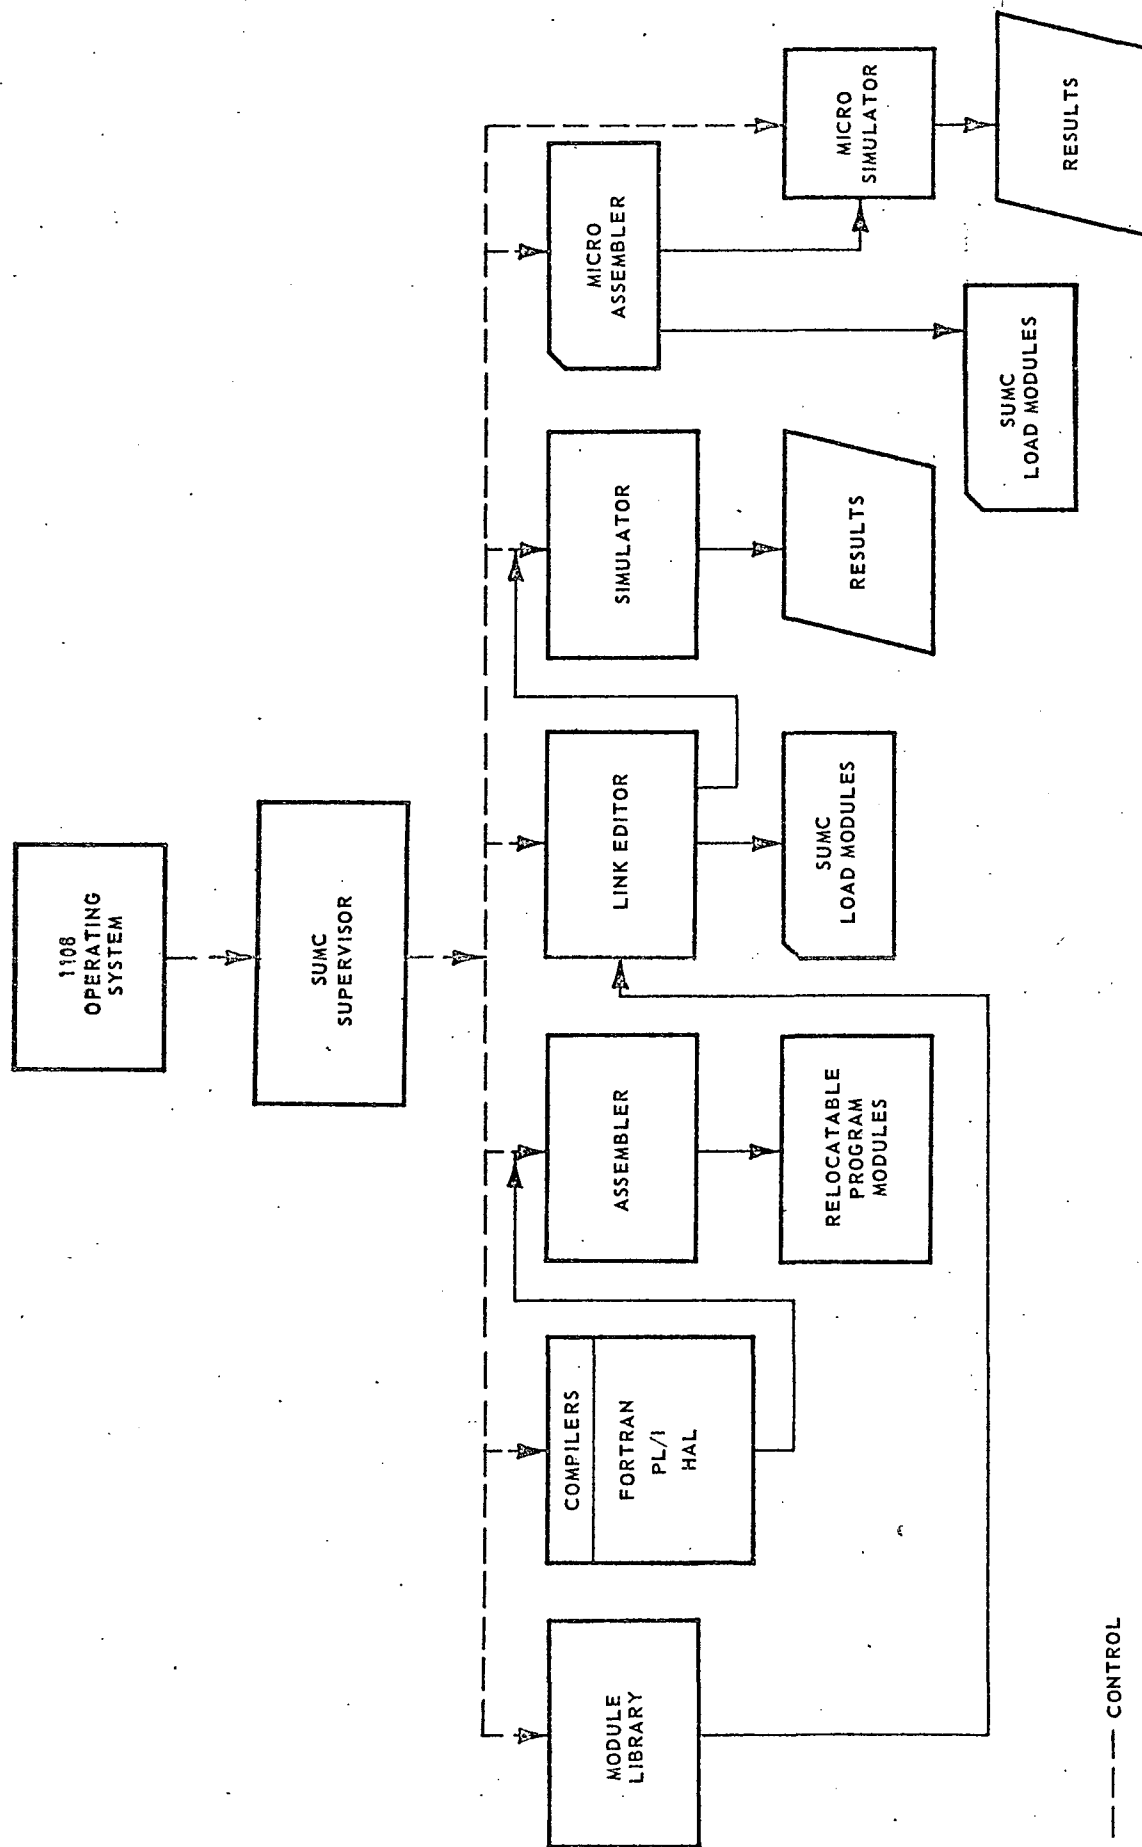 1108
OPERATING
SYSTEM
SUMC
SUPERVISOR
MODULE
LIBRARY
COMPILERS
FORTRAN
PL/I
HAL
ASSEMBLER
RELOCATABLE
PROGRAM
MODULES
LINK EDITOR
SUMC
LOAD MODULES
SIMULATOR
RESULTS
MICRO
ASSEMBLER
SUMC
LOAD MODULES
MICRO
SIMULATOR
RESULTS
CONTROL